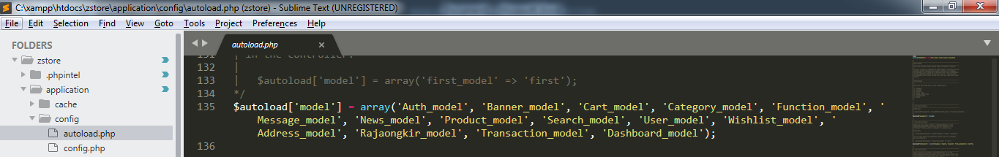 C:\xampp\htdocs\zstore\application\config\autoload.php (zstore) - Sublime Text (UNREGISTERED)
File Edit Selection Find View Goto Tools Project Preferences Help
FOLDERS
zstore
.phpintel
application
cache
config
autoload.php
config.php
autoload.php
131 | in the controller:
132 |
133 | $autoload['model'] = array('first_model' => 'first');
134 */
135 $autoload['model'] = array('Auth_model', 'Banner_model', 'Cart_model', 'Category_model', 'Function_model', '
Message_model', 'News_model', 'Product_model', 'Search_model', 'User_model', 'Wishlist_model', '
Address_model', 'Rajaongkir_model', 'Transaction_model', 'Dashboard_model');
136